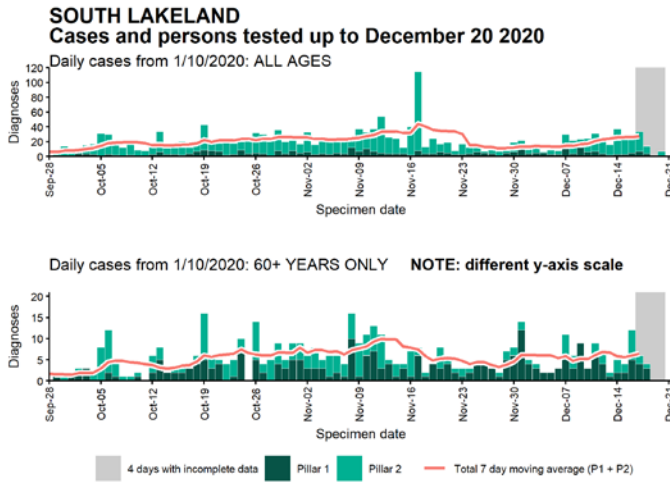 SOUTH LAKELAND
Cases and persons tested up to December 20 2020
Daily cases from 1/10/2020: ALL AGES
Diagnoses
120
100
80
60
40
20
0
Sep-28
Oct-05
Oct-12
Oct-19
Oct-26
Nov-02
Nov-09
Nov-16
Nov-23
Nov-30
Dec-07
Dec-14
Dec-21
Specimen date
Daily cases from 1/10/2020: 60+ YEARS ONLY NOTE: different y-axis scale
Diagnoses
20
15
10
5
0
Sep-28
Oct-05
Oct-12
Oct-19
Oct-26
Nov-02
Nov-09
Nov-16
Nov-23
Nov-30
Dec-07
Dec-14
Dec-21
Specimen date
4 days with incomplete data Pillar 1 Pillar 2 Total 7 day moving average (P1 + P2)